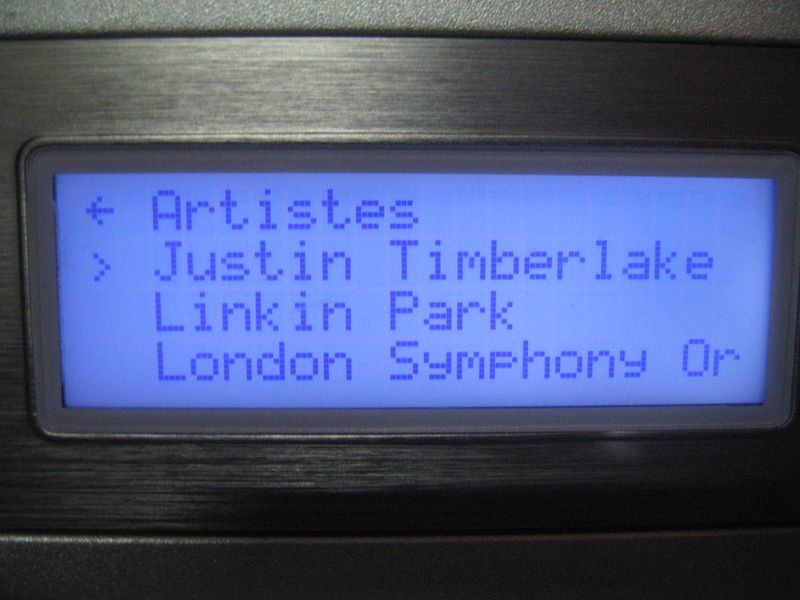 ← Artistes
> Justin Timberlake
Linkin Park
London Symphony Or